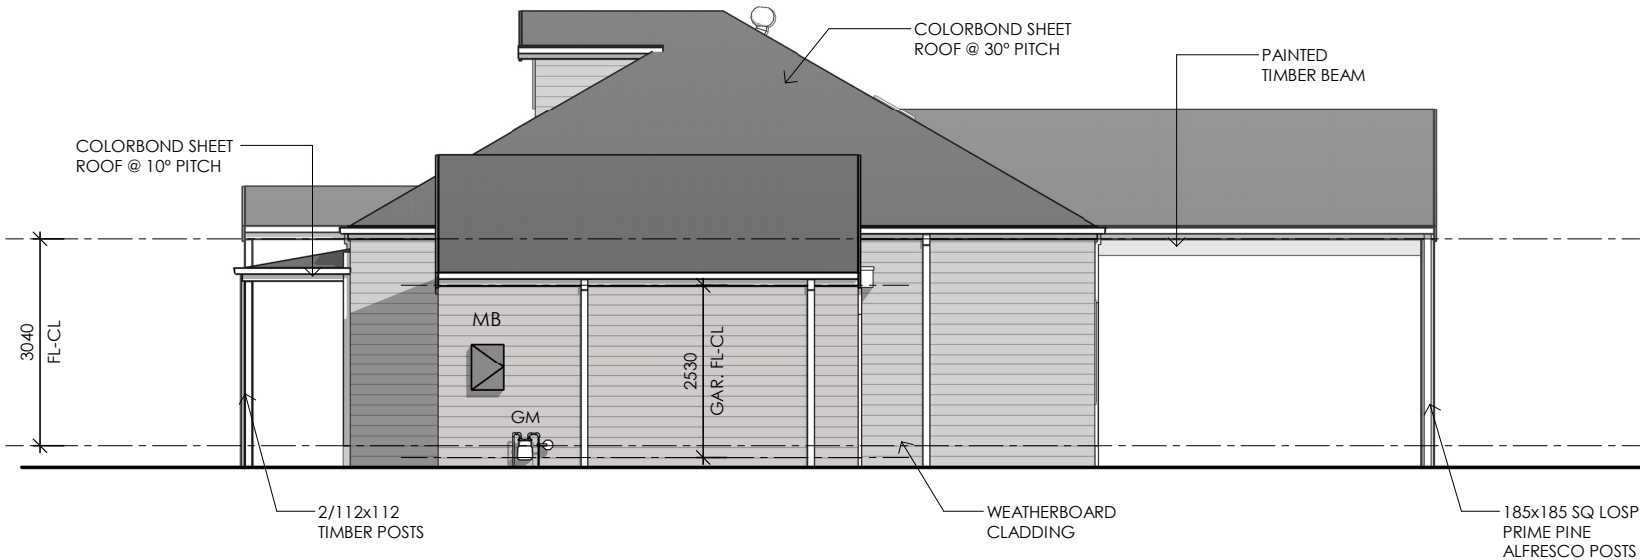 COLORBOND SHEET
ROOF @ 30° PITCH
PAINTED
TIMBER BEAM
COLORBOND SHEET
ROOF @ 10° PITCH
3040
FL-CL
MB
GM
2530
GAR. FL-CL
2/112x112
TIMBER POSTS
WEATHERBOARD
CLADDING
185x185 SQ LOSP
PRIME PINE
ALFRESCO POSTS